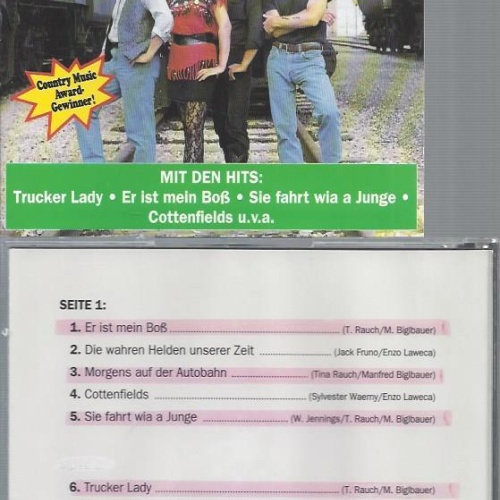 Country Music
Award-
Gewinner!
MIT DEN HITS:
Trucker Lady • Er ist mein Boß • Sie fahrt wia a Junge •
Cottenfields u.v.a.
SEITE 1:
1. Er ist mein Boß (T. Rauch/M. Biglbauer)
2. Die wahren Helden unserer Zeit (Jack Fruno/Enzo Laweca)
3. Morgens auf der Autobahn (Tina Rauch/Manfred Biglbauer)
4. Cottenfields (Sylvester Waerny/Enzo Laweca)
5. Sie fahrt wia a Junge (W. Jennings/T. Rauch/M. Biglbauer)
6. Trucker Lady (T. Rauch/M. Biglbauer)